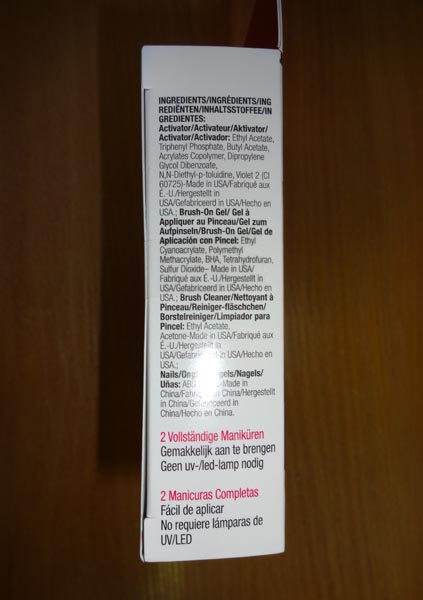 INGREDIENTS/INGRÉDIENTS/ING
REDIËNTEN/INHALTSSTOFFE/IN
GREDIENTES:
Activator/Activateur/Aktivator/
Activator/Activador: Ethyl Acetate,
Triphenyl Phosphate, Butyl Acetate,
Acrylates Copolymer, Dipropylene
Glycol Dibenzoate,
N,N-Diethyl-p-toluidine, Violet 2 (CI
60725)-Made in USA/Fabriqué aux
É.-U./Hergestellt in
USA/Gefabriceerd in USA/Hecho en
USA.; Brush-On Gel/ Gel à
Appliquer au Pinceau/Gel zum
Aufpinseln/Brush-On Gel/Gel de
Aplicación con Pincel: Ethyl
Cyanoacrylate, Polymethyl
Methacrylate, BHA, Tetrahydrofuran,
Sulfur Dioxide– Made in USA/
Fabriqué aux É.-U./Hergestellt in
USA/Gefabriceerd in USA/Hecho en
USA.; Brush Cleaner/Nettoyant à
Pinceau/Reiniger-fläschchen/
Borstelreiniger/Limpiador para
Pincel: Ethyl Acetate,
Acetone-Made in USA/Fabriqué aux
É.-U./Hergestellt in
in USA/Hecho en
USA.;
Uñas: in
China/Hergestellt
in in
China/Hecho en China.
2 Vollständige Maniküren
Gemakkelijk aan te brengen
Geen uv-/led-lamp nodig
2 Manicuras Completas
Fácil de aplicar
No requiere lámparas de
UV/LED